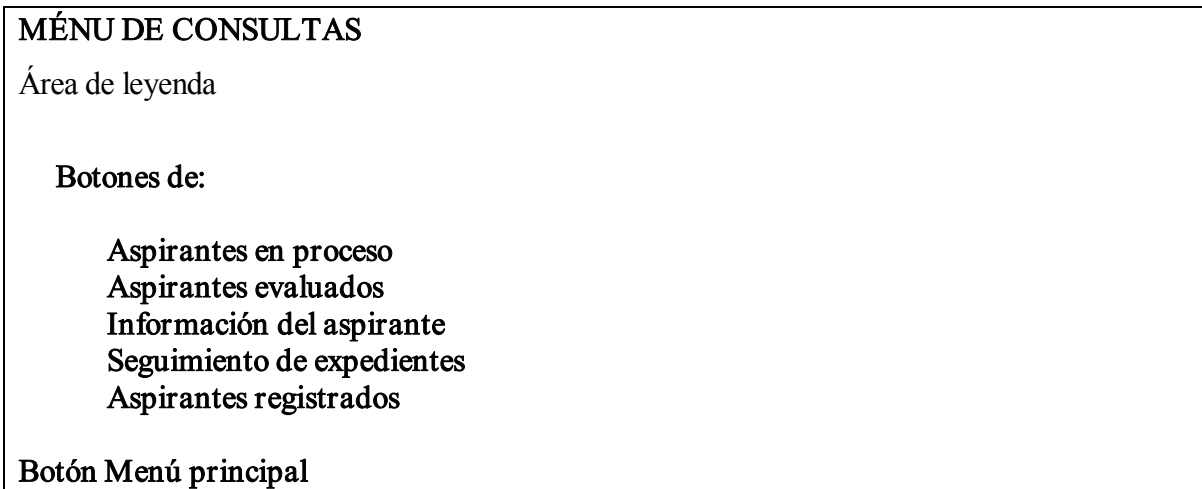 MÉNU DE CONSULTAS
Área de leyenda
Botones de:
Aspirantes en proceso
Aspirantes evaluados
Información del aspirante
Seguimiento de expedientes
Aspirantes registrados
Botón Menú principal